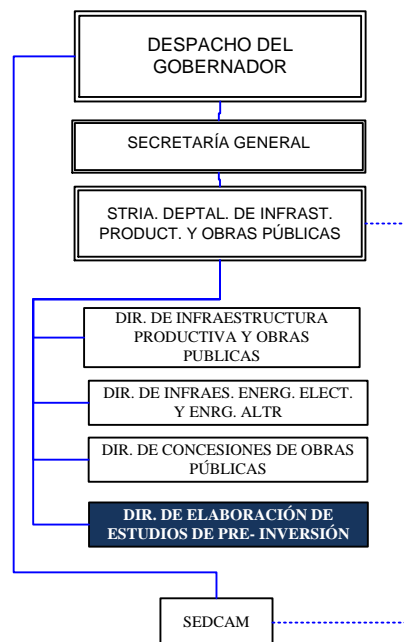 DESPACHO DEL
GOBERNADOR
SECRETARÍA GENERAL
STRIA. DEPTAL. DE INFRAST.
PRODUCT. Y OBRAS PÚBLICAS
DIR. DE INFRAESTRUCTURA
PRODUCTIVA Y OBRAS
PUBLICAS
DIR. DE INFRAES. ENERG. ELECT.
Y ENRG. ALTR
DIR. DE CONCESIONES DE OBRAS
PÚBLICAS
DIR. DE ELABORACIÓN DE
ESTUDIOS DE PRE- INVERSIÓN
SEDCAM